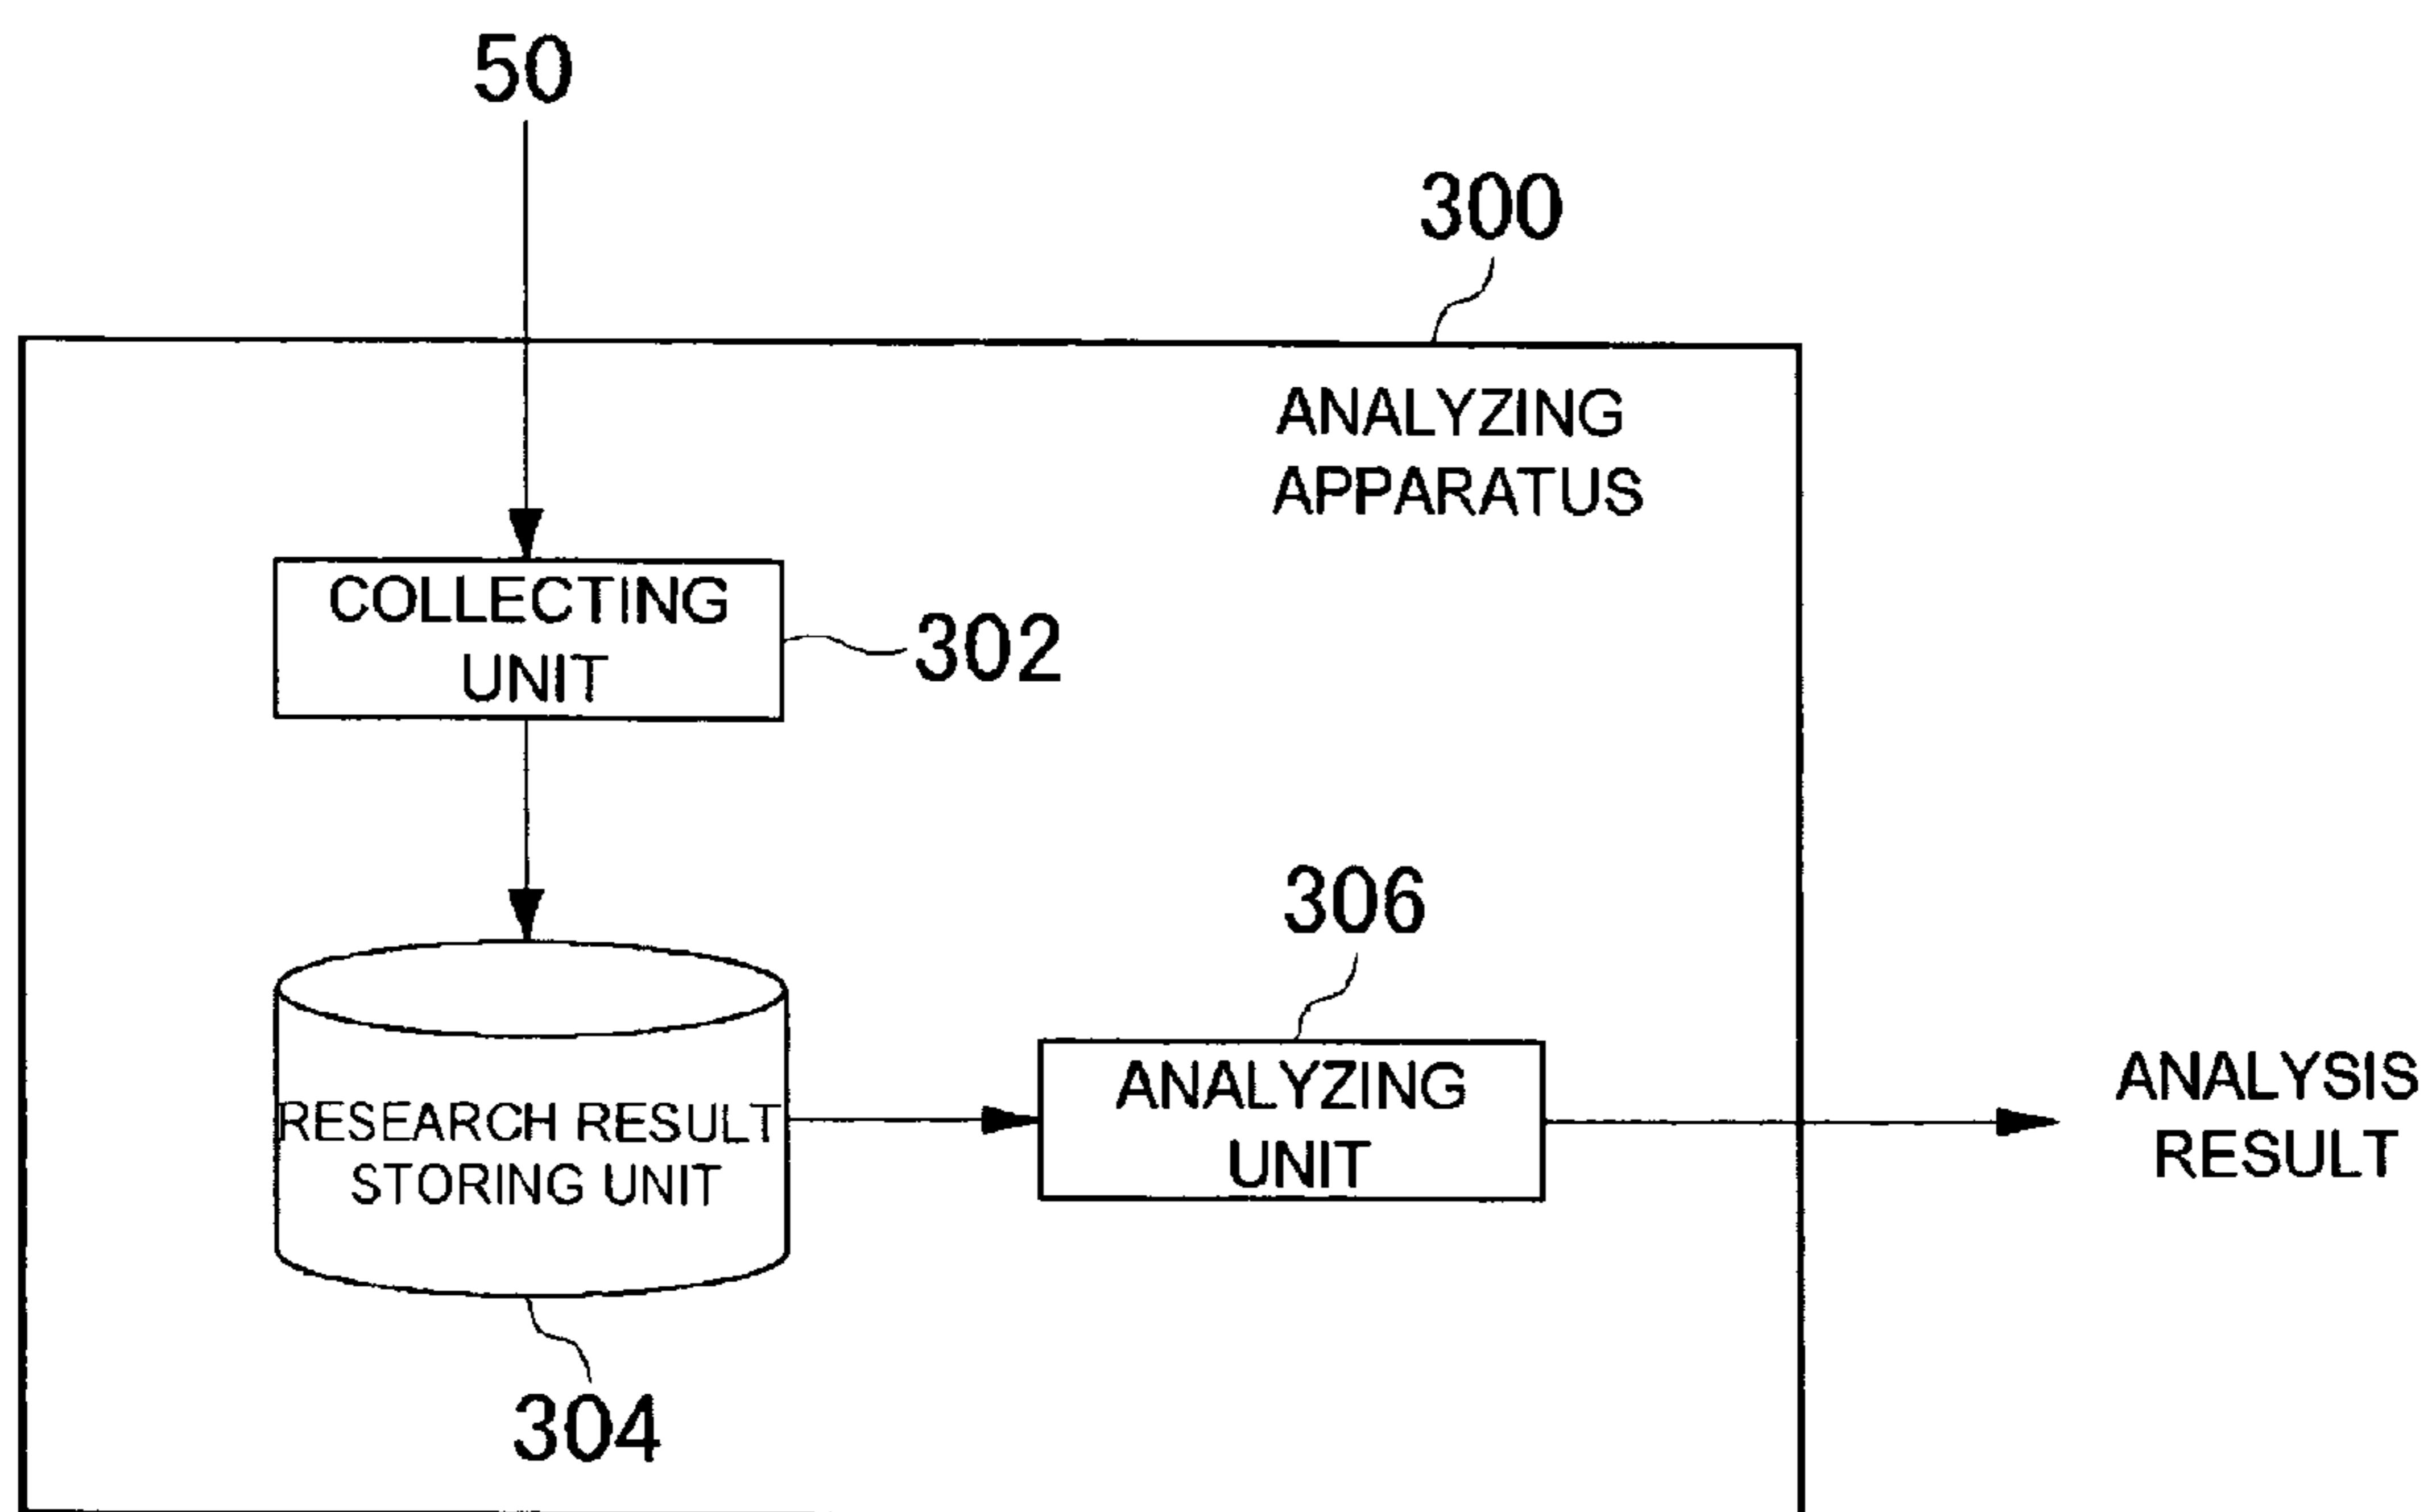 50
300
ANALYZING
APPARATUS
COLLECTING
UNIT
302
306
RESEARCH RESULT
STORING UNIT
ANALYZING
UNIT
ANALYSIS
RESULT
304